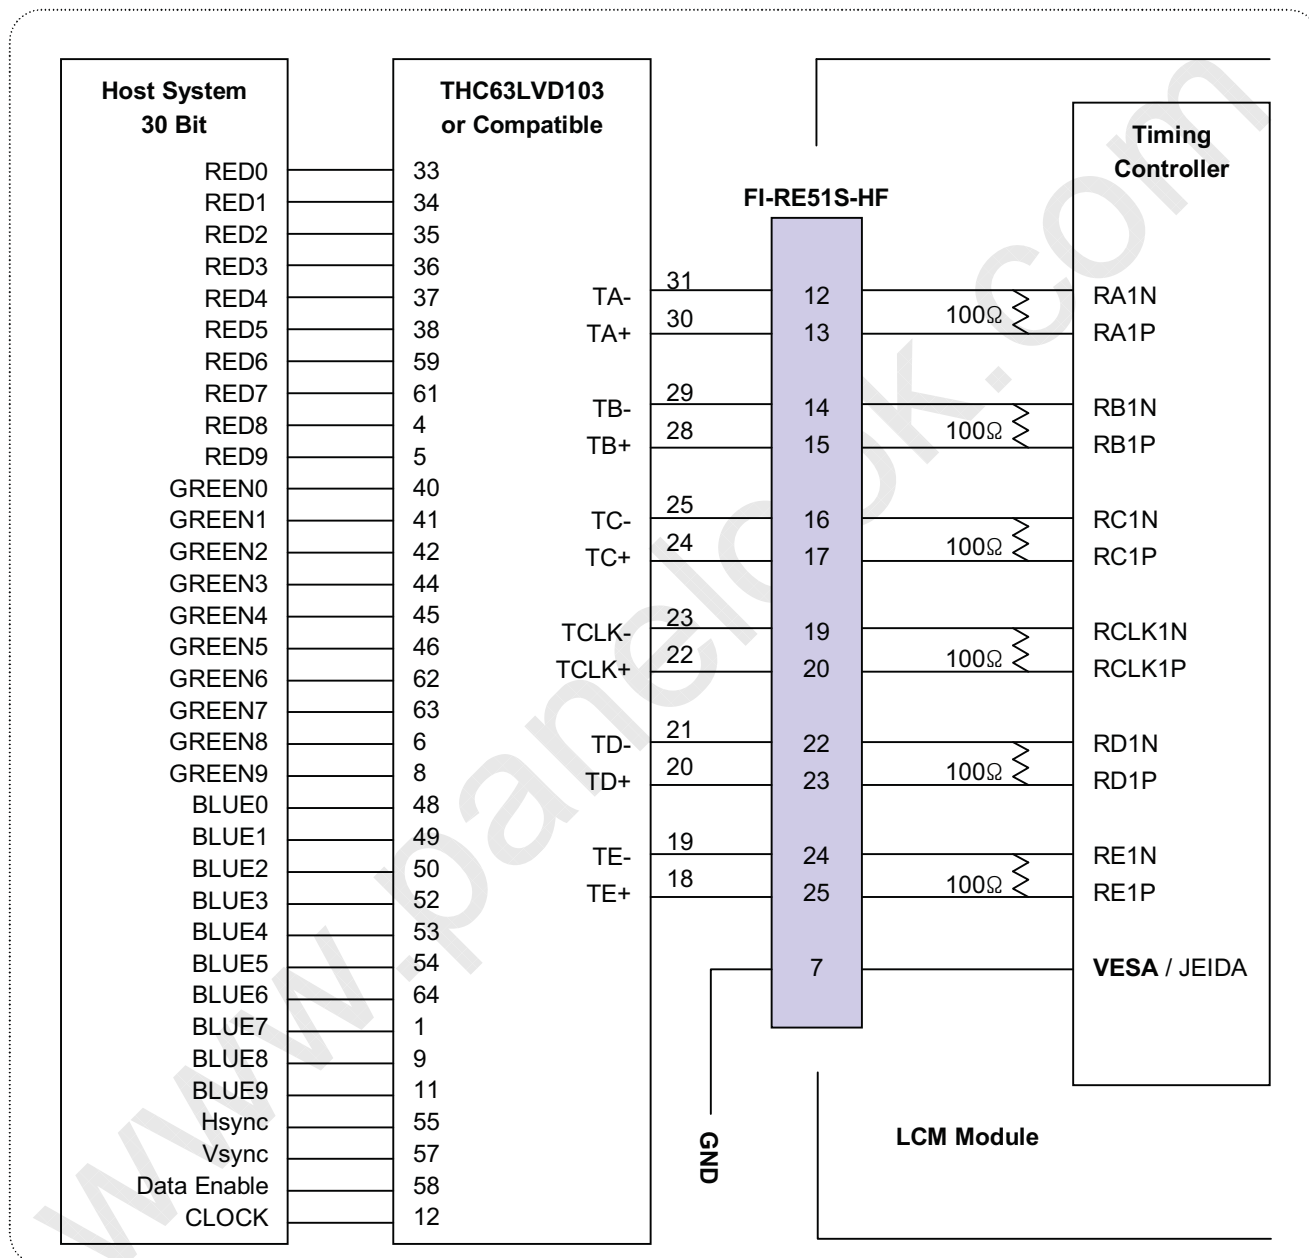 Host System
30 Bit
THC63LVD103
or Compatible
Timing
Controller
FI-RE51S-HF
RED0 33
RED1 34
RED2 35
RED3 36
RED4 37
RED5 38
RED6 59
RED7 61
RED8 4
RED9 5
GREEN0 40
GREEN1 41
GREEN2 42
GREEN3 44
GREEN4 45
GREEN5 46
GREEN6 62
GREEN7 63
GREEN8 6
GREEN9 8
BLUE0 48
BLUE1 49
BLUE2 50
BLUE3 52
BLUE4 53
BLUE5 54
BLUE6 64
BLUE7 1
BLUE8 9
BLUE9 11
Hsync 55
Vsync 57
Data Enable 58
CLOCK 12
TA- 31 12 RA1N
100Ω
TA+ 30 13 RA1P
TB- 29 14 RB1N
100Ω
TB+ 28 15 RB1P
TC- 25 16 RC1N
100Ω
TC+ 24 17 RC1P
TCLK- 23 19 RCLK1N
100Ω
TCLK+ 22 20 RCLK1P
TD- 21 22 RD1N
100Ω
TD+ 20 23 RD1P
TE- 19 24 RE1N
100Ω
TE+ 18 25 RE1P
7 VESA / JEIDA
GND
LCM Module
www.panelook.com